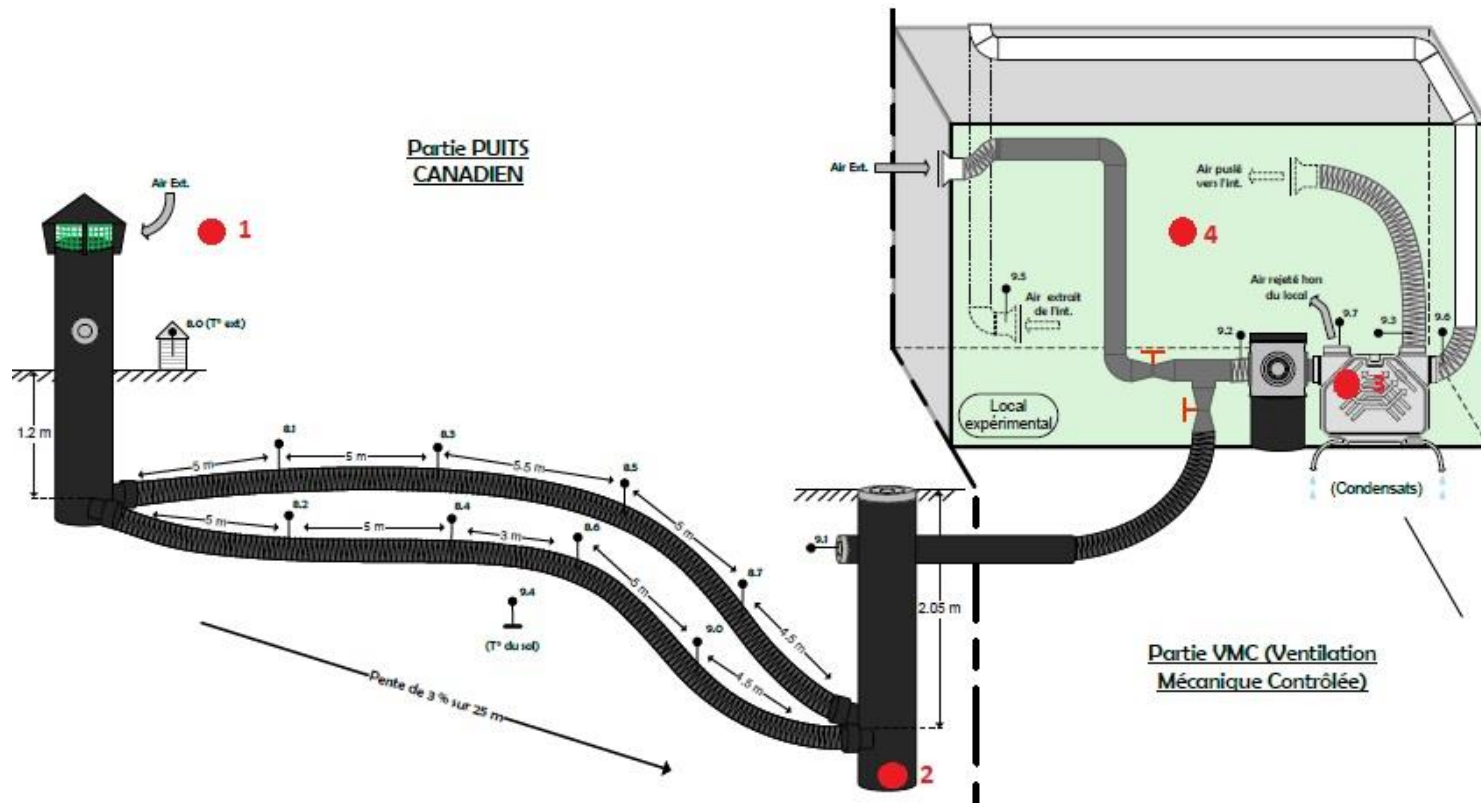 Partie PUITS
CANADIEN
Air Ext.
1
8.0 (T° ext)
1.2 m
8.1
8.3
8.5
5 m
5 m
5.5 m
8.2
8.4
8.6
5 m
5 m
3 m
5 m
8.7
5 m
9.0
4.5 m
4.5 m
9.4
(T° du sol)
Pente de 3 % sur 25 m
2
2.05 m
9.1
Air Ext.
Air puslé
vers l'int.
4
9.5
Air extrait
de l'int.
Air rejeté hon
du local
9.2
9.7
9.3
9.6
3
Local
expérimental
(Condensats)
Partie VMC (Ventilation
Mécanique Contrôlée)